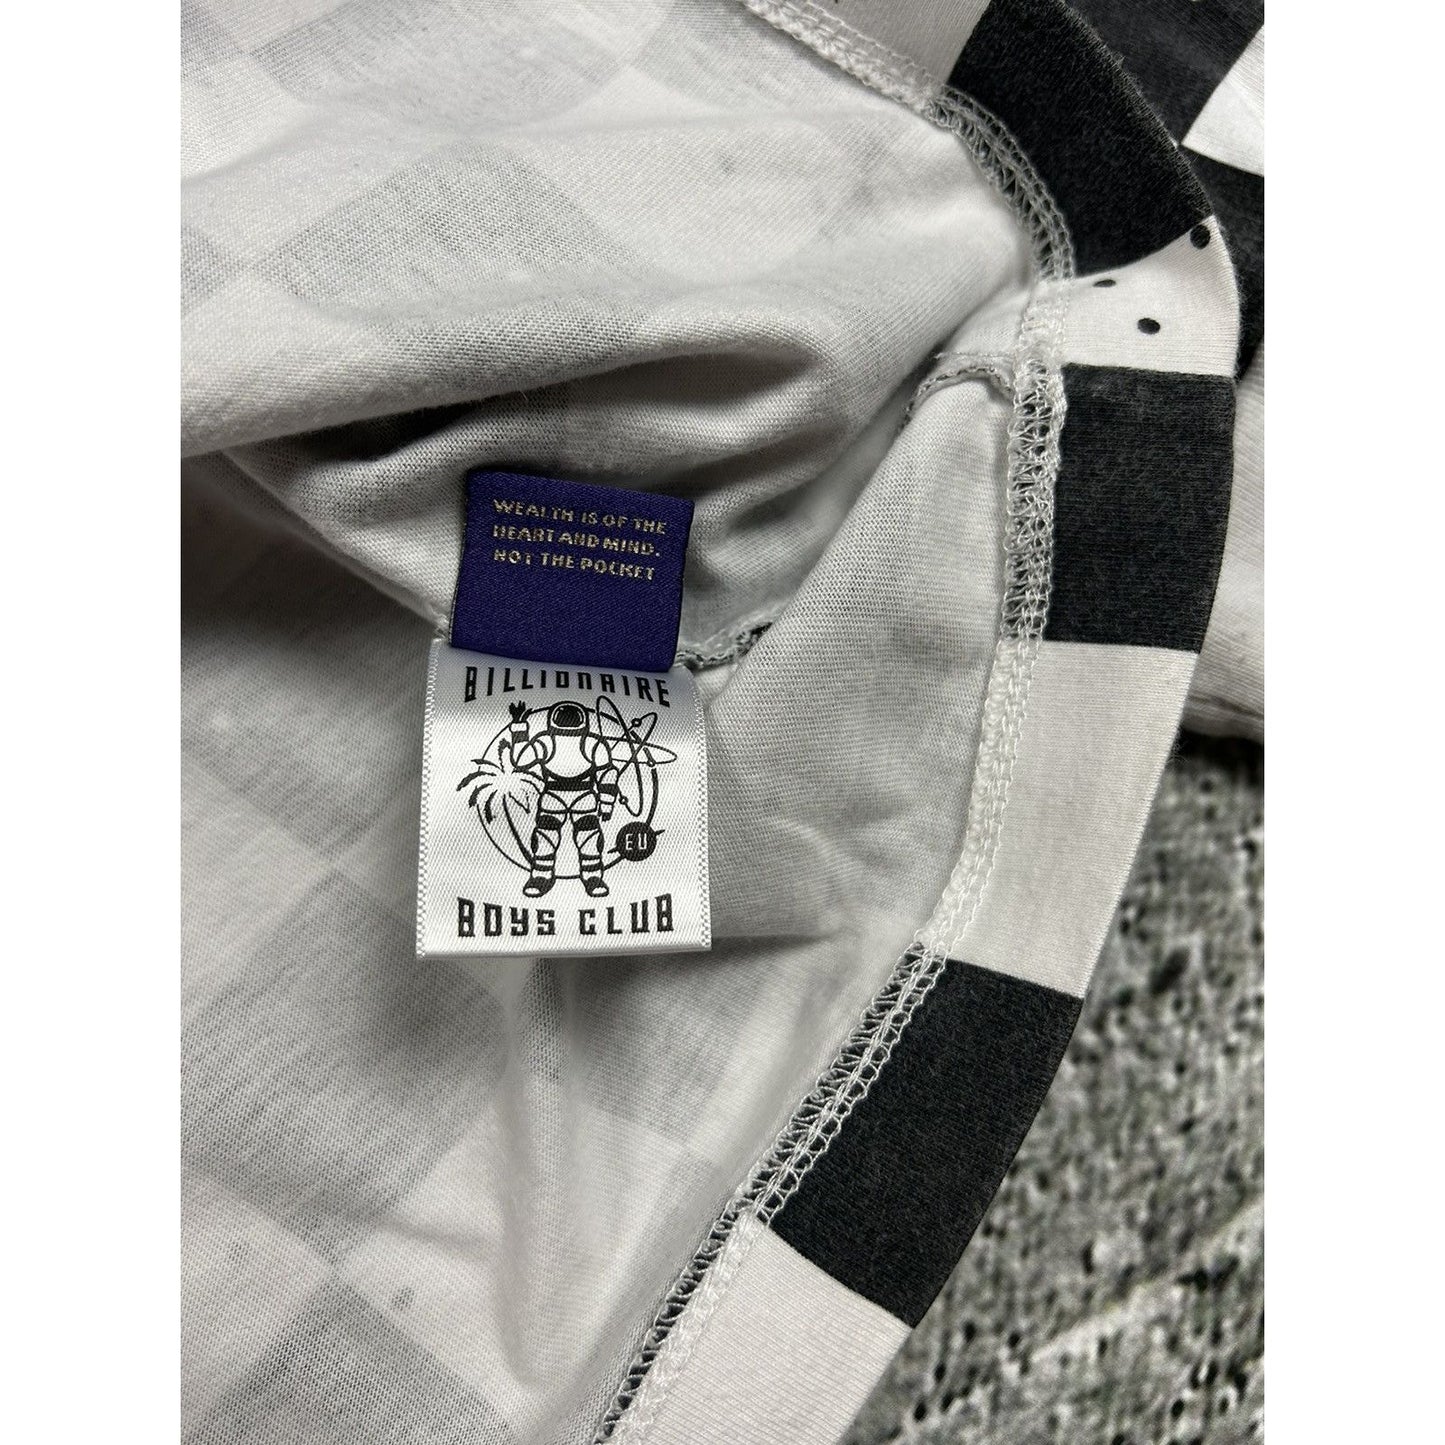 WEALTH IS OF THE
HEART AND MIND.
NOT THE POCKET
BILLIONAIRE
EU
BOYS CLUB